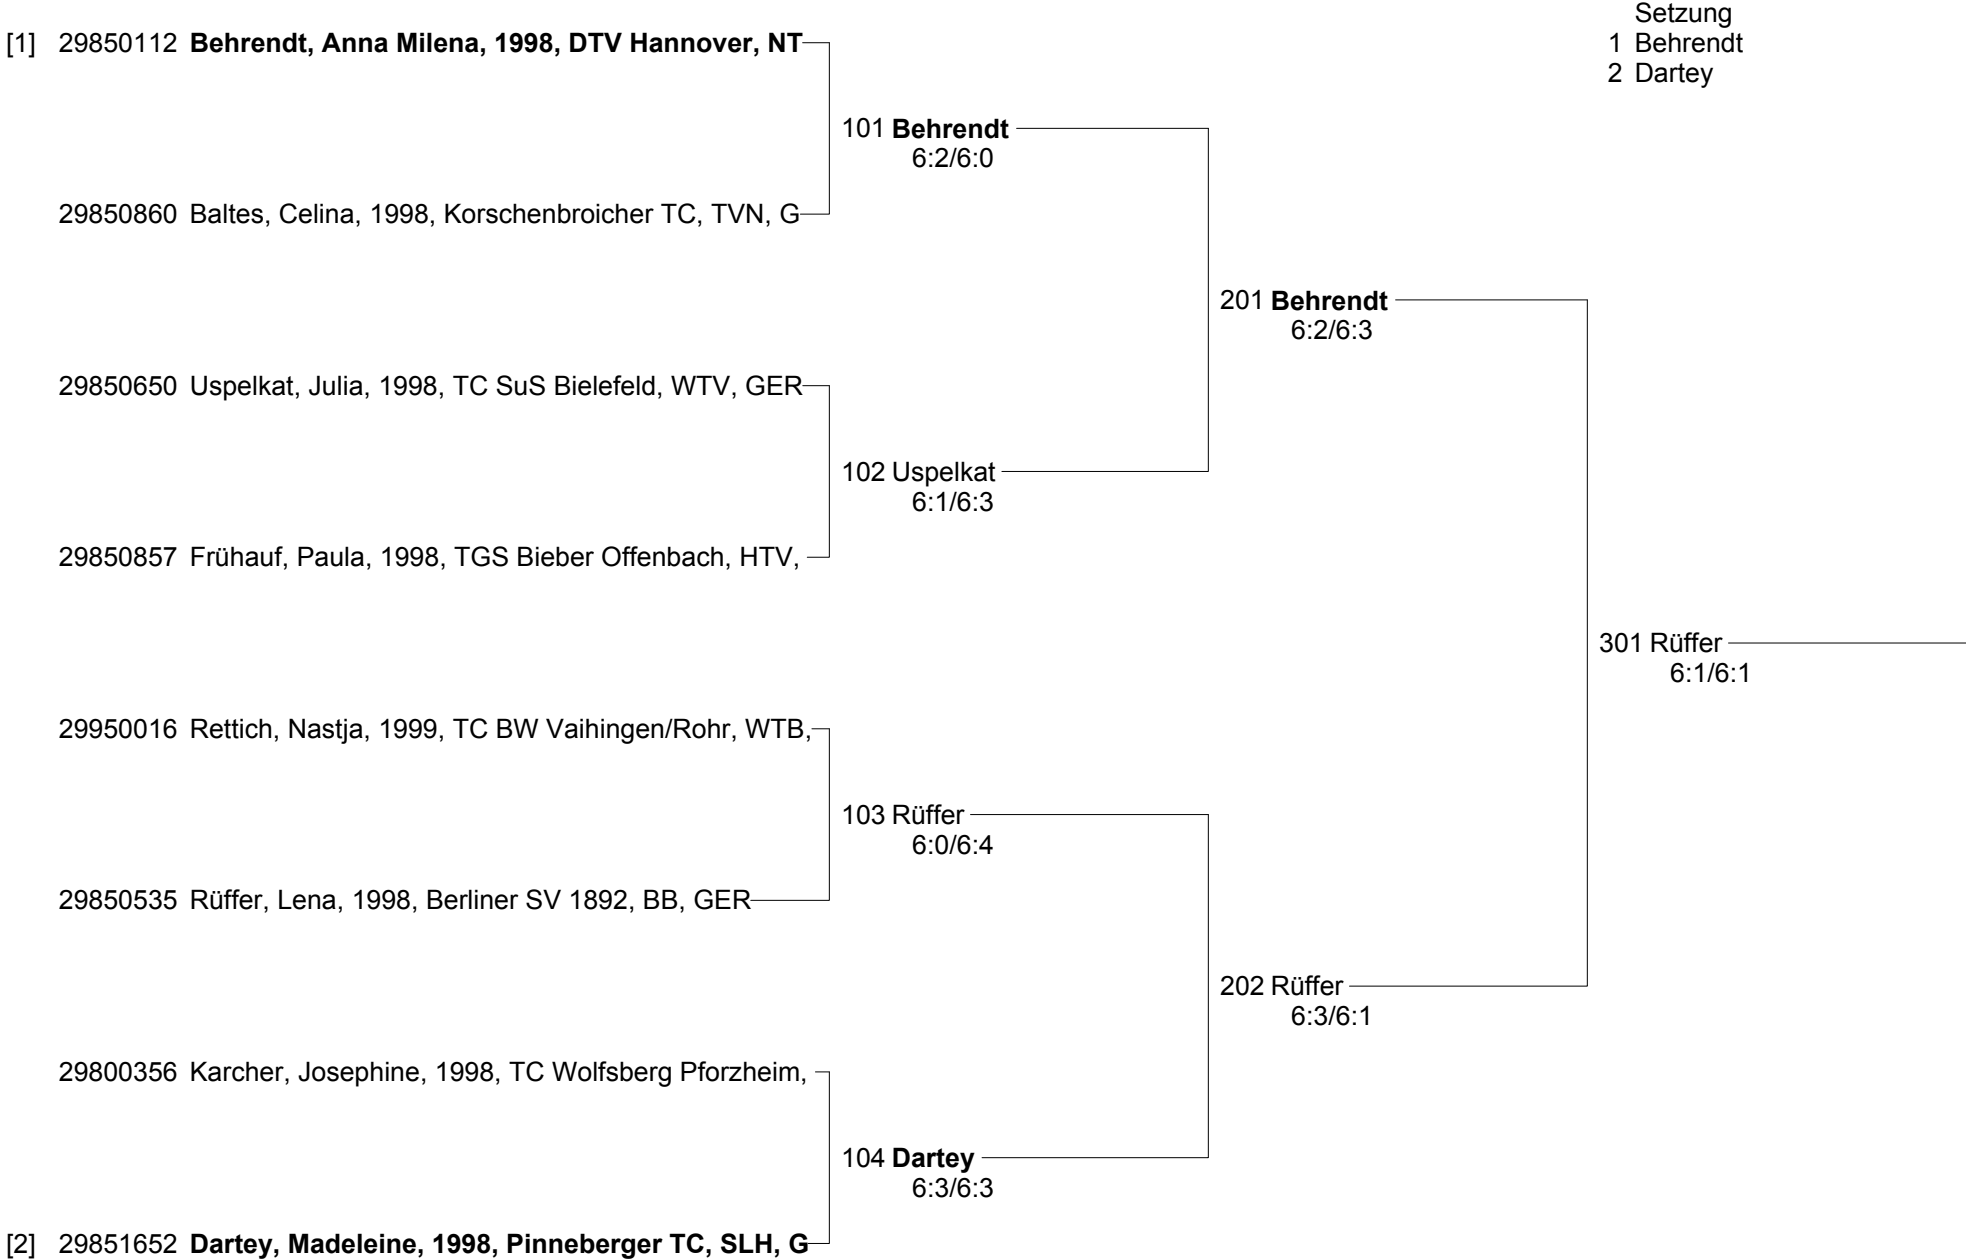 Setzung
[1] 29850112 Behrendt, Anna Milena, 1998, DTV Hannover, NT
1 Behrendt
2 Dartey
101 Behrendt
6:2/6:0
29850860 Baltes, Celina, 1998, Korschenbroicher TC, TVN, G
201 Behrendt
6:2/6:3
29850650 Uspelkat, Julia, 1998, TC SuS Bielefeld, WTV, GER
102 Uspelkat
6:1/6:3
29850857 Frühauf, Paula, 1998, TGS Bieber Offenbach, HTV,
301 Rüffer
6:1/6:1
29950016 Rettich, Nastja, 1999, TC BW Vaihingen/Rohr, WTB,
103 Rüffer
6:0/6:4
29850535 Rüffer, Lena, 1998, Berliner SV 1892, BB, GER
202 Rüffer
6:3/6:1
29800356 Karcher, Josephine, 1998, TC Wolfsberg Pforzheim,
104 Dartey
6:3/6:3
[2] 29851652 Dartey, Madeleine, 1998, Pinneberger TC, SLH, G